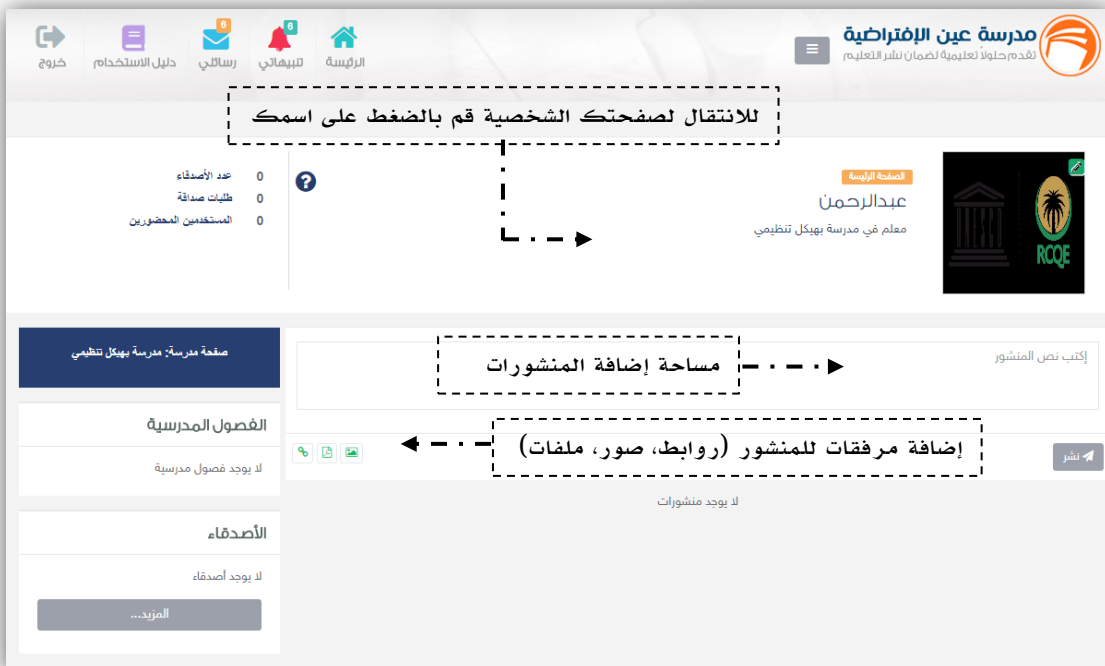 مدرسة عين الإفتراضية
تقدم حلولاً تعليمية لضمان نشر التعليم
الرئيسة
6
تنبيهاتي
6
رسائلي
دليل الاستخدام
خروج
للانتقال لصفحتك الشخصية قم بالضغط على اسمك
RCQE
الصفحة الرئيسة
عبدالرحمن
معلم في مدرسة بهيكل تنظيمي
?
0 عدد الأصدقاء
0 طلبات صداقة
0 المستخدمين المحضورين
إكتب نص المنشور
مساحة إضافة المنشورات
إضافة مرفقات للمنشور (روابط، صور، ملفات)
نشر
لا يوجد منشورات
صفحة مدرسة: مدرسة بهيكل تنظيمي
الفصول المدرسية
لا يوجد فصول مدرسية
الأصدقاء
لا يوجد أصدقاء
المزيد...